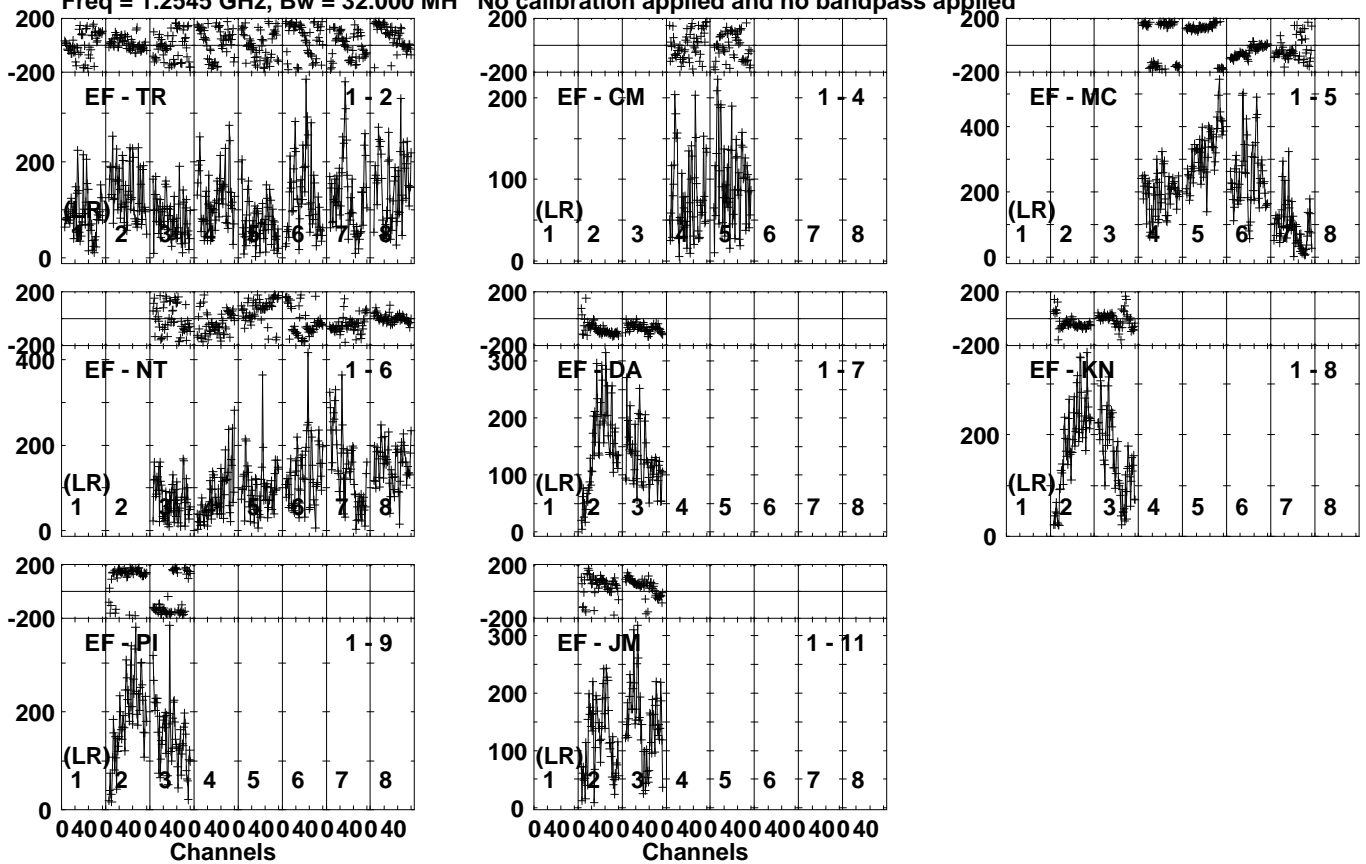 Freq = 1.2545 GHz, Bw = 32.000 MH No calibration applied and no bandpass applied
200
-200
EF - TR 1 - 2
200
(LR)
1 2 3 4 5 6 7 8
0
200
-200
EF - CM 1 - 4
200
100
(LR)
1 2 3 4 5 6 7 8
0
200
-200
EF - MC 1 - 5
400
200
(LR)
1 2 3 4 5 6 7 8
0
200
-200
400
EF - NT 1 - 6
200
(LR)
1 2 3 4 5 6 7 8
0
200
-200
300
EF - DA 1 - 7
200
100
(LR)
1 2 3 4 5 6 7 8
0
200
-200
EF - KN 1 - 8
200
(LR)
1 2 3 4 5 6 7 8
0
200
-200
EF - PI 1 - 9
200
(LR)
1 2 3 4 5 6 7 8
0
0 40 0 40 0 40 0 40 0 40 0 40 0 40 0 40
Channels
200
-200
300
EF - JM 1 - 11
200
100
(LR)
1 2 3 4 5 6 7 8
0
0 40 0 40 0 40 0 40 0 40 0 40 0 40 0 40
Channels